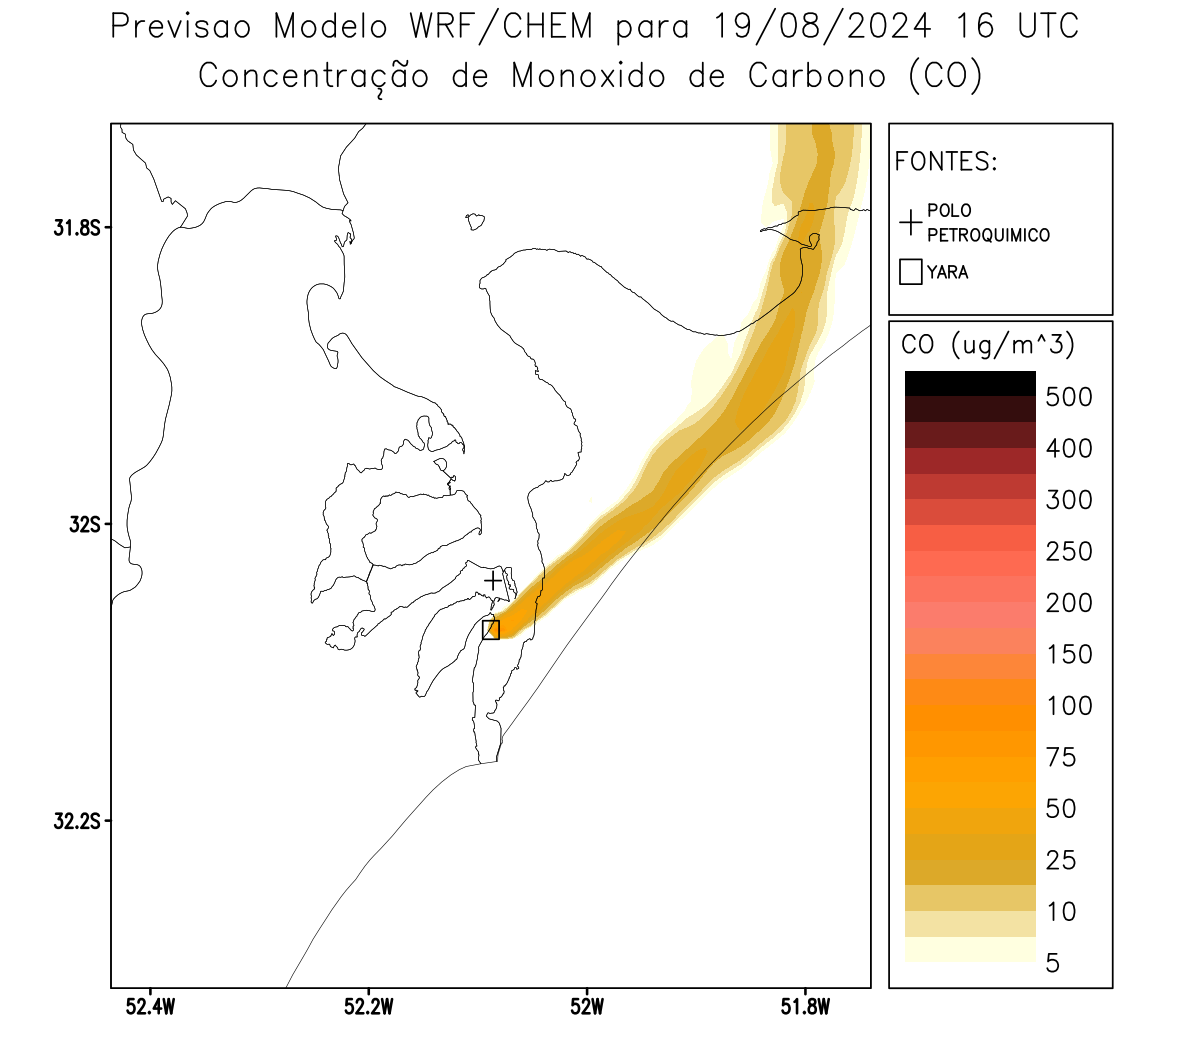 Previsao Modelo WRF/CHEM para 19/08/2024 16 UTC
Concentração de Monoxido de Carbono (CO)
FONTES:
POLO
PETROQUIMICO
YARA
31.8S
32S
32.2S
52.4W
52.2W
52W
51.8W
CO (ug/m^3)
500
400
300
250
200
150
100
75
50
25
10
5